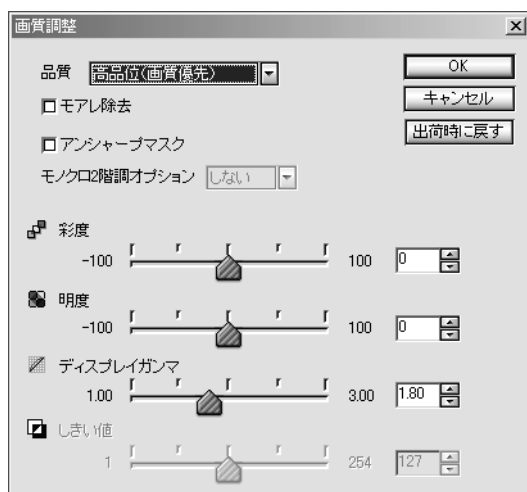 画質調整
品質 高品位(画質優先)
モアレ除去
アンシャープマスク
モノクロ2階調オプション しない
OK
キャンセル
出荷時に戻す
彩度
-100 100 0
明度
-100 100 0
ディスプレイガンマ
1.00 3.00 1.80
しきい値
1 254 127